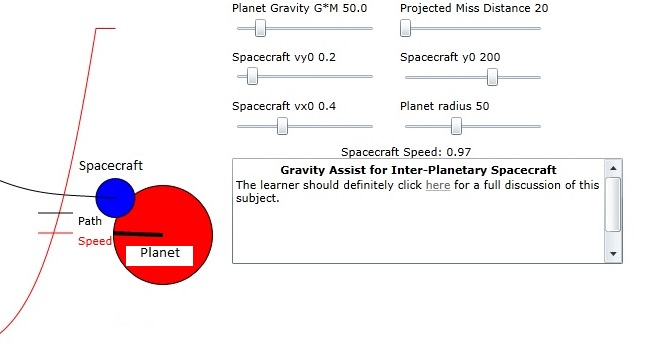 Planet Gravity G*M 50.0
Projected Miss Distance 20
Spacecraft vy0 0.2
Spacecraft y0 200
Spacecraft vx0 0.4
Planet radius 50
Spacecraft Speed: 0.97
Spacecraft
Gravity Assist for Inter-Planetary Spacecraft
The learner should definitely click here for a full discussion of this
subject.
Path
Speed
Planet